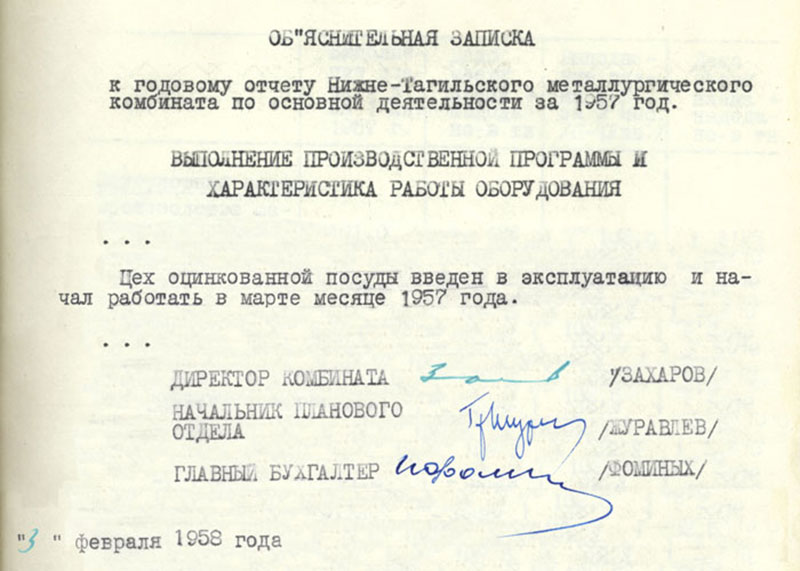 ОБ"ЯСНИТЕЛЬНАЯ ЗАПИСКА
к годовому отчету Нижне-Тагильского металлургического
комбината по основной деятельности за 1957 год.
ВЫПОЛНЕНИЕ ПРОИЗВОДСТВЕННОЙ ПРОГРАММЫ И
ХАРАКТЕРИСТИКА РАБОТЫ ОБОРУДОВАНИЯ
...
Цех оцинкованной посуды введен в эксплуатацию и на-
чал работать в марте месяце 1957 года.
...
ДИРЕКТОР КОМБИНАТА /ЗАХАРОВ/
НАЧАЛЬНИК ПЛАНОВОГО
ОТДЕЛА /ЖУРАВЛЕВ/
ГЛАВНЫЙ БУХГАЛТЕР /ФОМИНЫХ/
"3" февраля 1958 года